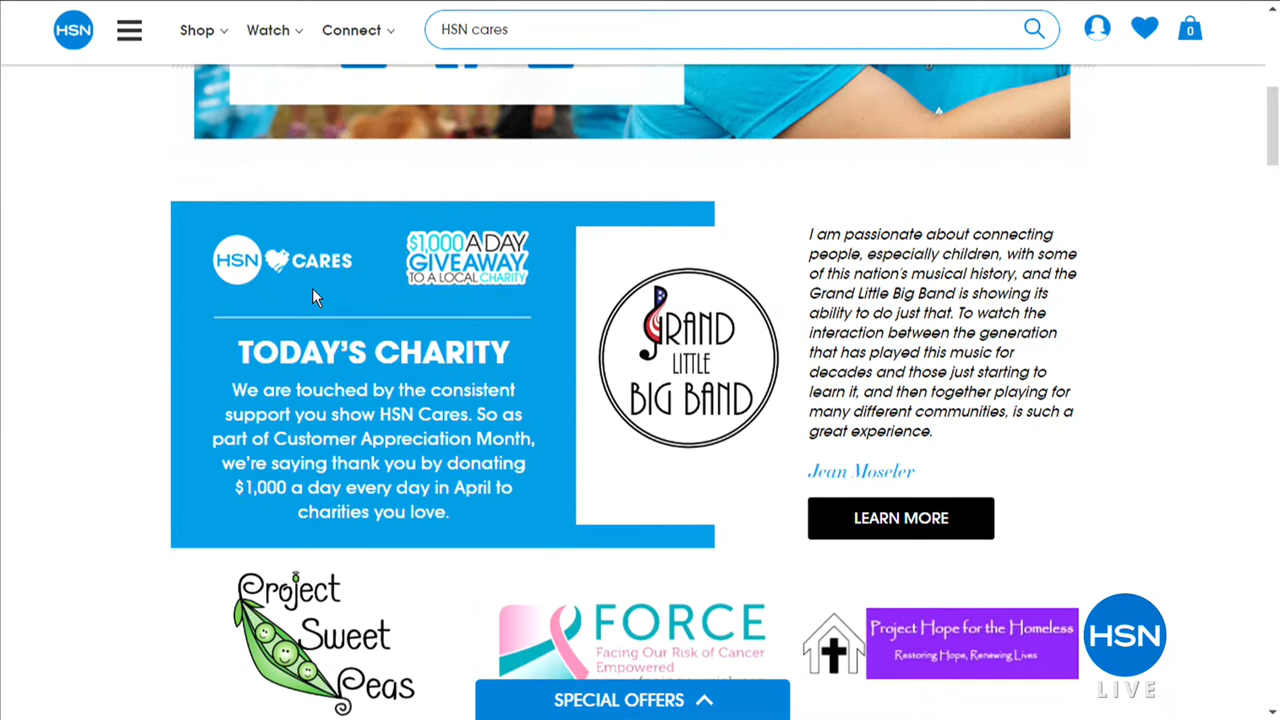 HSN
Shop
Watch
Connect
HSN cares
0
HSN CARES
$1,000 A DAY
GIVEAWAY
TO A LOCAL CHARITY
TODAY'S CHARITY
We are touched by the consistent
support you show HSN Cares. So as
part of Customer Appreciation Month,
we're saying thank you by donating
$1,000 a day every day in April to
charities you love.
GRAND
LITTLE
BIG BAND
I am passionate about connecting
people, especially children, with some
of this nation's musical history, and the
Grand Little Big Band is showing its
ability to do just that. To watch the
interaction between the generation
that has played this music for
decades and those just starting to
learn it, and then together playing for
many different communities, is such a
great experience.
Jean Moseler
LEARN MORE
Project
Sweet
Peas
FORCE
Facing Our Risk of Cancer
Empowered
Project Hope for the Homeless
Restoring Hope, Renewing Lives
HSN
LIVE
SPECIAL OFFERS